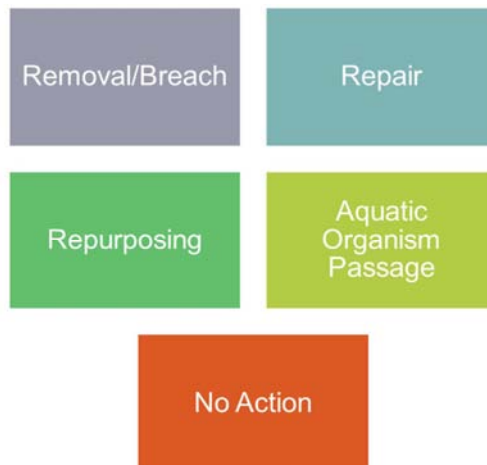 Removal/Breach
Repair
Repurposing
Aquatic
Organism
Passage
No Action